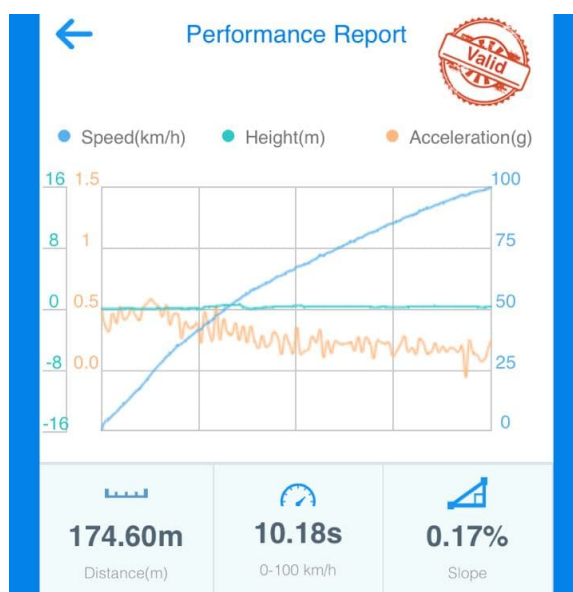 Performance Report
Valid
Speed(km/h) Height(m) Acceleration(g)
16 1.5 100
8 1 75
0 0.5 50
-8 0.0 25
-16 0
174.60m 10.18s 0.17%
Distance(m) 0-100 km/h Slope